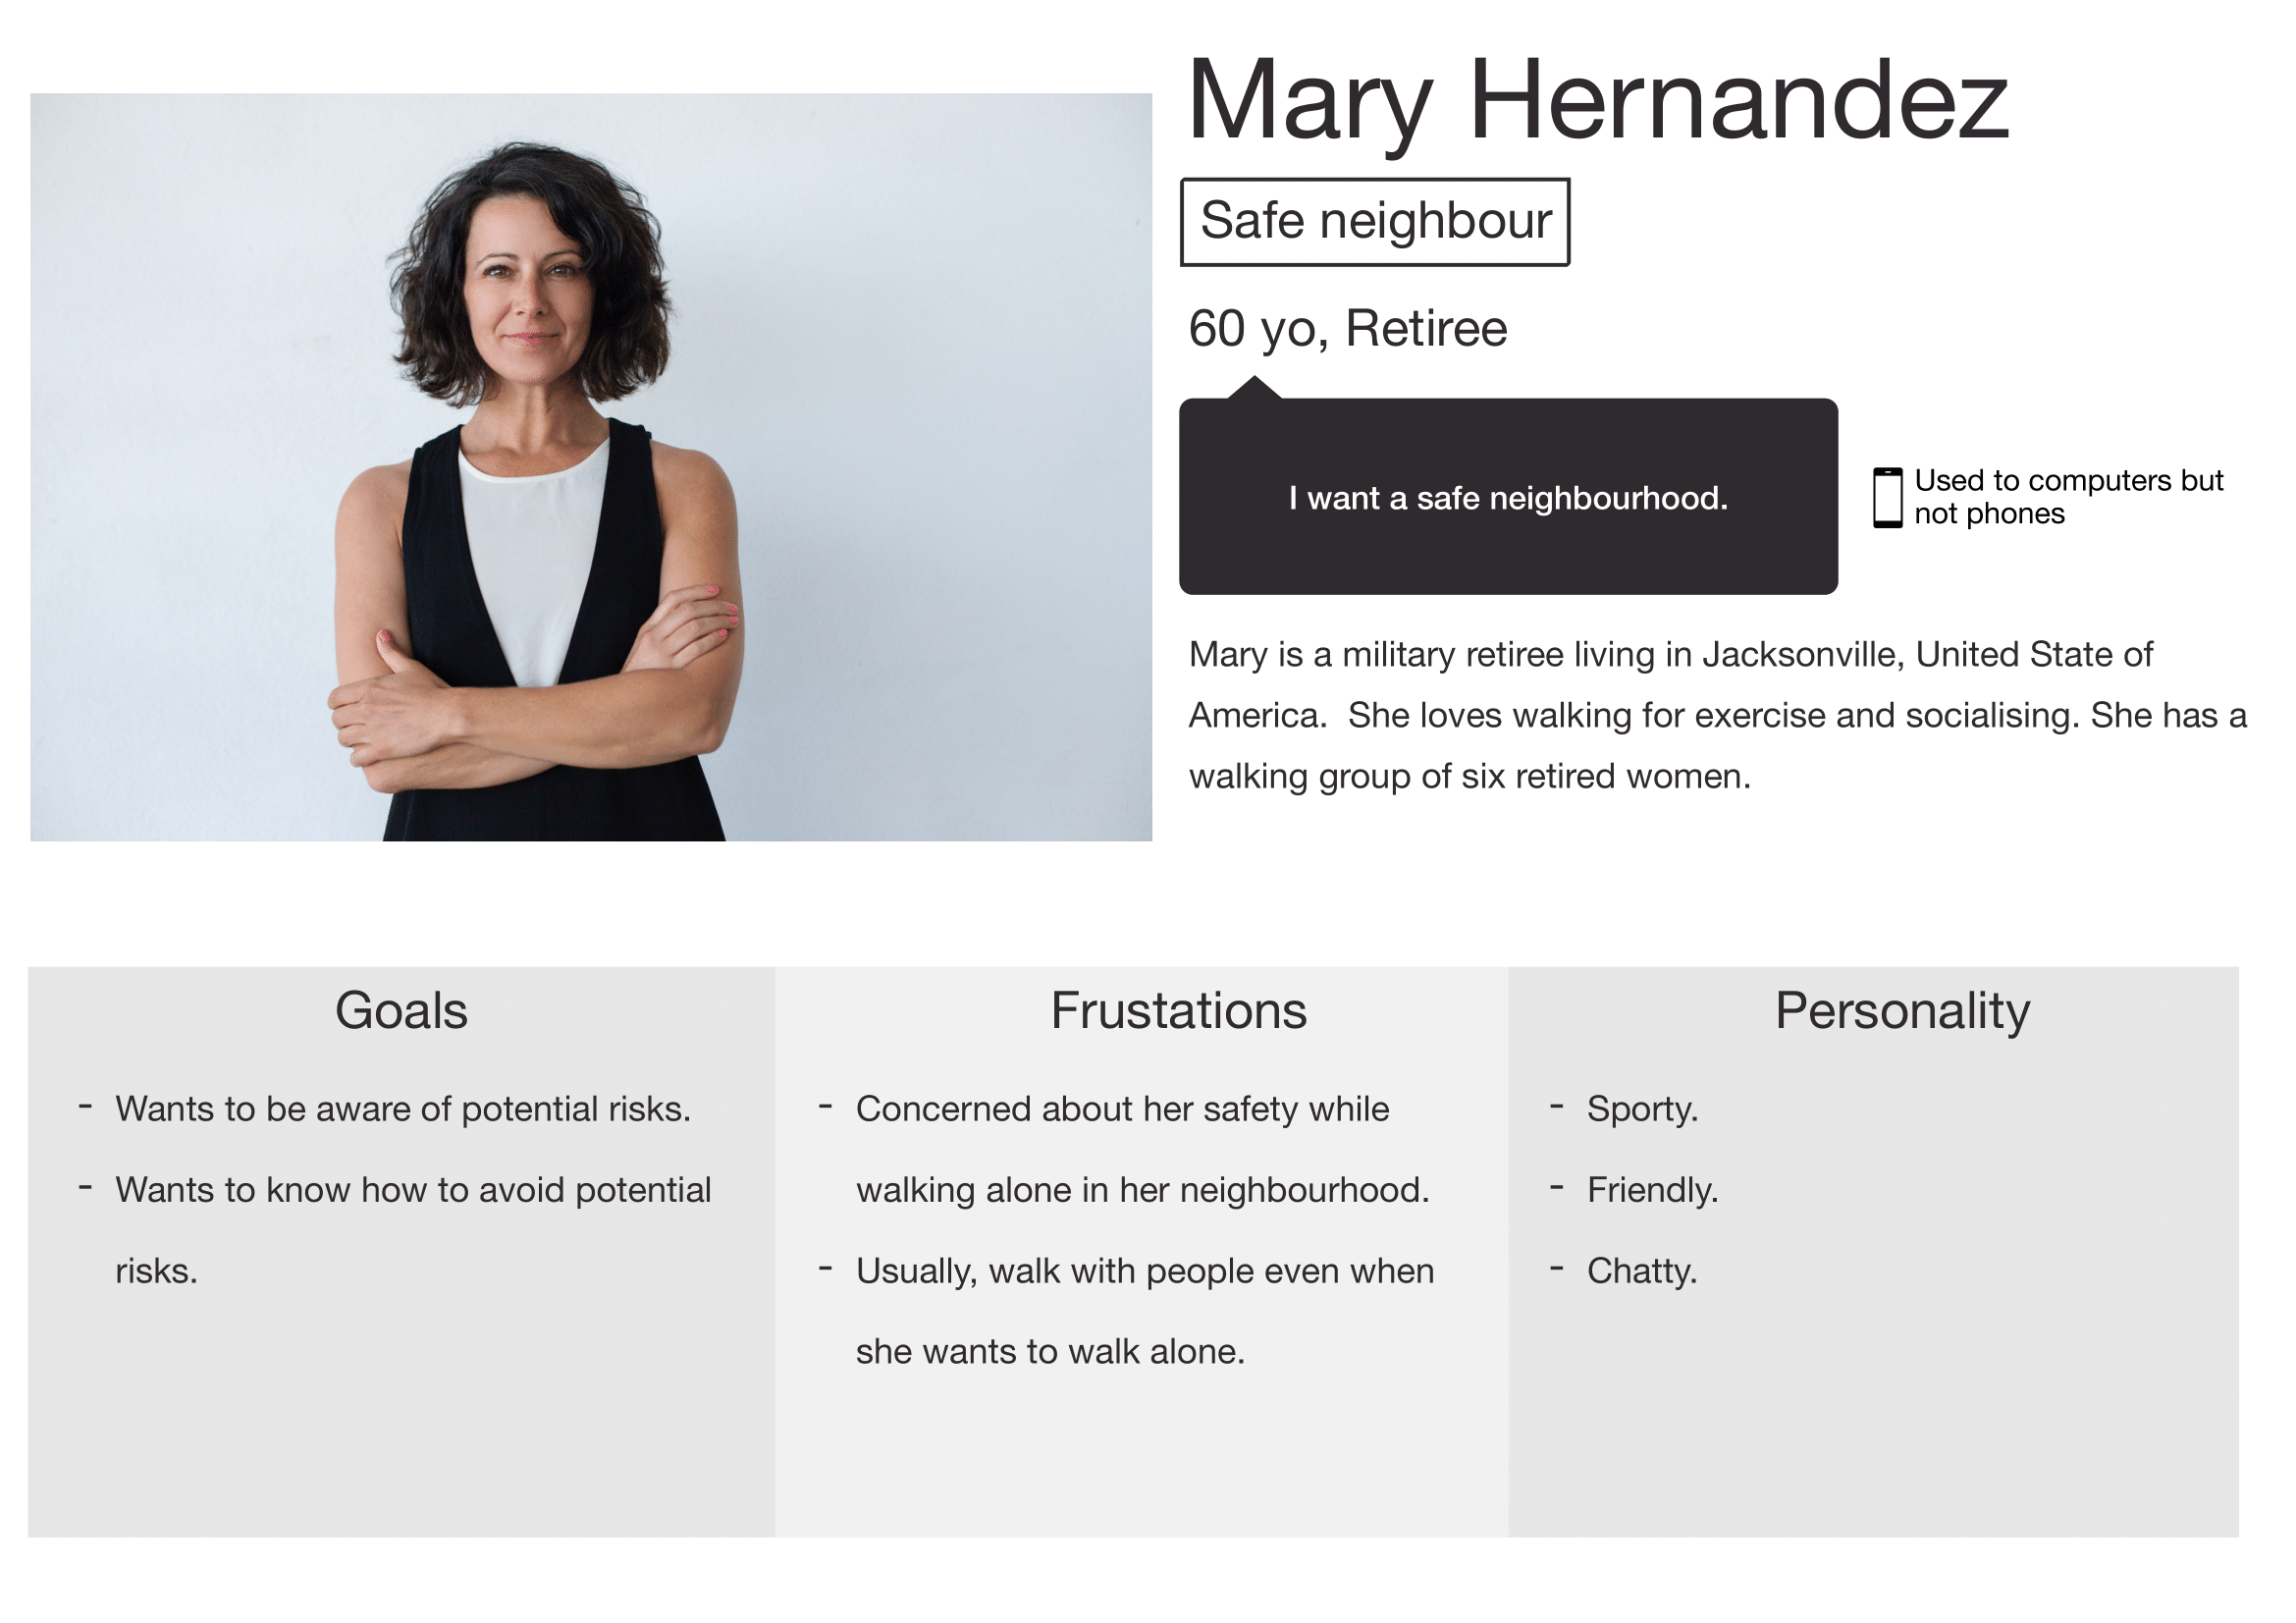 Mary Hernandez
Safe neighbour
60 yo, Retiree
I want a safe neighbourhood.
Used to computers but
not phones
Mary is a military retiree living in Jacksonville, United State of
America.  She loves walking for exercise and socialising. She has a
walking group of six retired women.
Goals
- Wants to be aware of potential risks.
- Wants to know how to avoid potential
risks.
Frustations
- Concerned about her safety while
walking alone in her neighbourhood.
- Usually, walk with people even when
she wants to walk alone.
Personality
- Sporty.
- Friendly.
- Chatty.